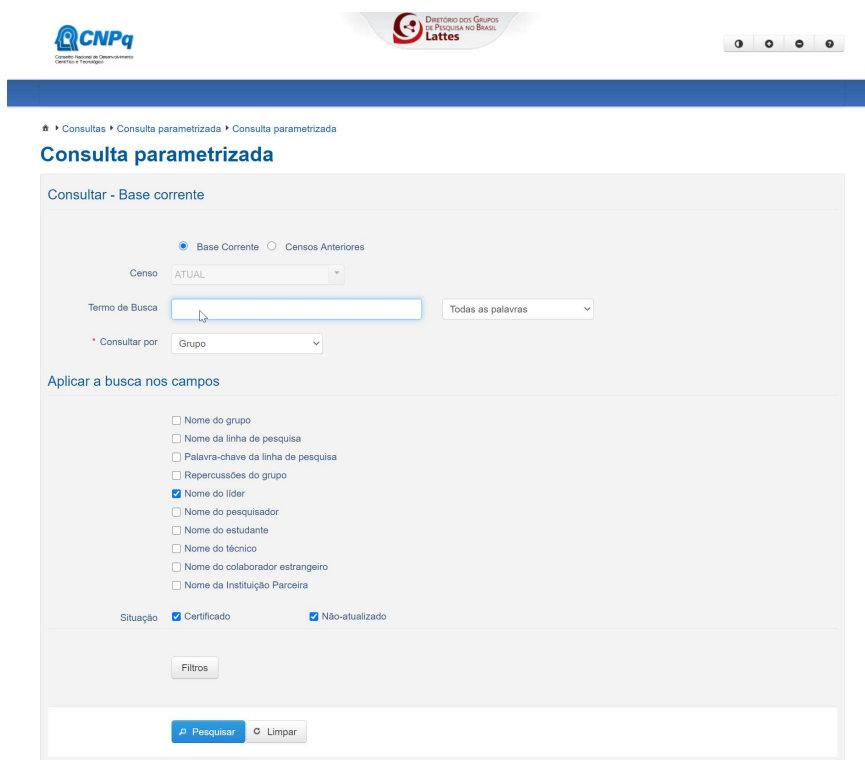 CNPq
Conselho Nacional de Desenvolvimento
Científico e Tecnológico
DIRETÓRIO DOS GRUPOS
DE PESQUISA NO BRASIL
Lattes
Consultas Consulta parametrizada Consulta parametrizada
Consulta parametrizada
Consultar - Base corrente
Base Corrente Censos Anteriores
Censo ATUAL
Termo de Busca Todas as palavras
* Consultar por Grupo
Aplicar a busca nos campos
Nome do grupo
Nome da linha de pesquisa
Palavra-chave da linha de pesquisa
Repercussões do grupo
Nome do líder
Nome do pesquisador
Nome do estudante
Nome do técnico
Nome do colaborador estrangeiro
Nome da Instituição Parceira
Situação Certificado Não-atualizado
Filtros
Pesquisar Limpar